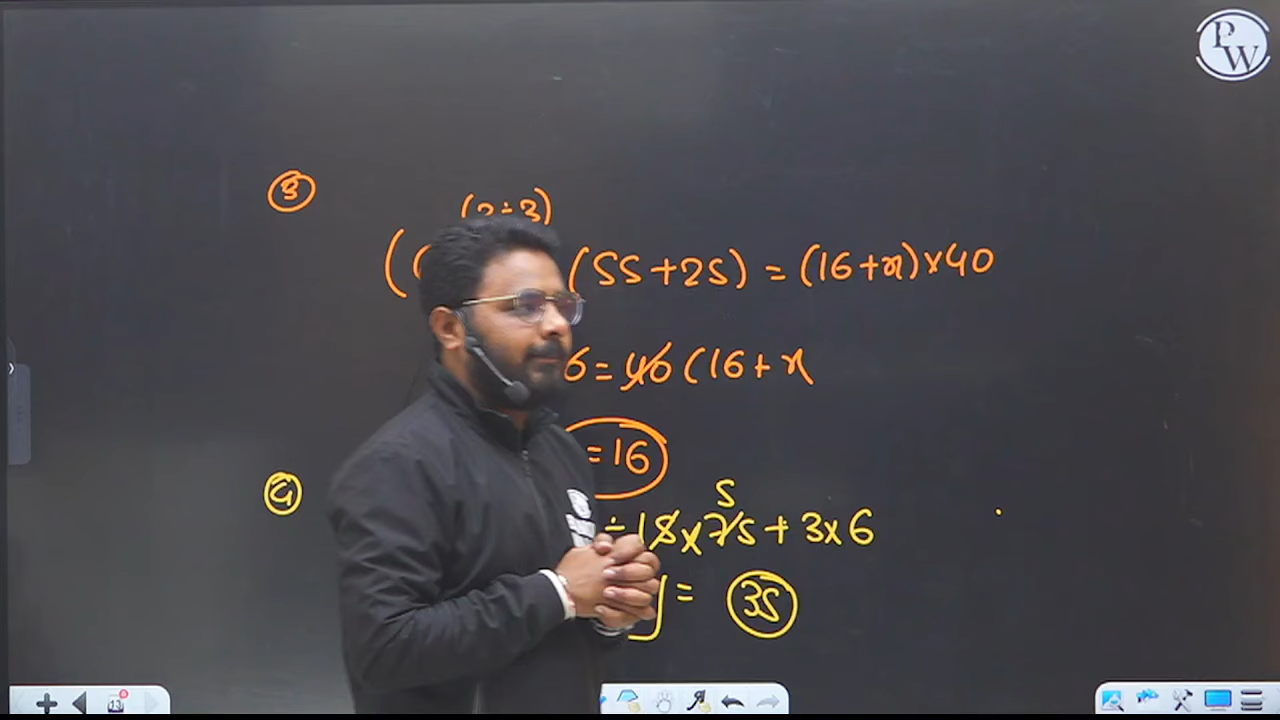 PW
3
(2÷3)
(( (55+25) = (16+x)×40
6 = 40(16+x
= 16
4
÷18×75+3×6
5
y = 35